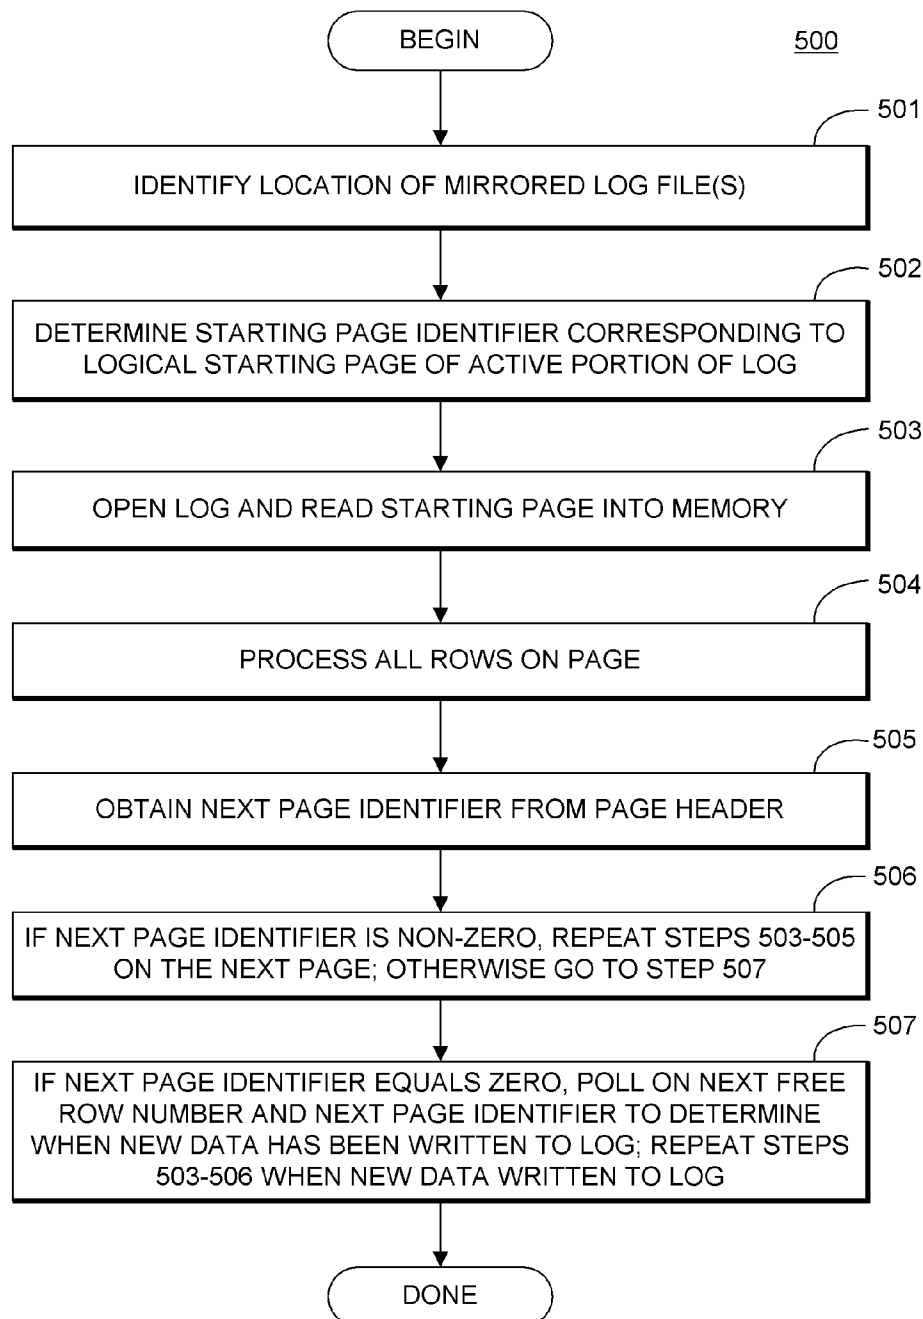 BEGIN
500
501
IDENTIFY LOCATION OF MIRRORED LOG FILE(S)
502
DETERMINE STARTING PAGE IDENTIFIER CORRESPONDING TO
LOGICAL STARTING PAGE OF ACTIVE PORTION OF LOG
503
OPEN LOG AND READ STARTING PAGE INTO MEMORY
504
PROCESS ALL ROWS ON PAGE
505
OBTAIN NEXT PAGE IDENTIFIER FROM PAGE HEADER
506
IF NEXT PAGE IDENTIFIER IS NON-ZERO, REPEAT STEPS 503-505
ON THE NEXT PAGE; OTHERWISE GO TO STEP 507
507
IF NEXT PAGE IDENTIFIER EQUALS ZERO, POLL ON NEXT FREE
ROW NUMBER AND NEXT PAGE IDENTIFIER TO DETERMINE
WHEN NEW DATA HAS BEEN WRITTEN TO LOG; REPEAT STEPS
503-506 WHEN NEW DATA WRITTEN TO LOG
DONE